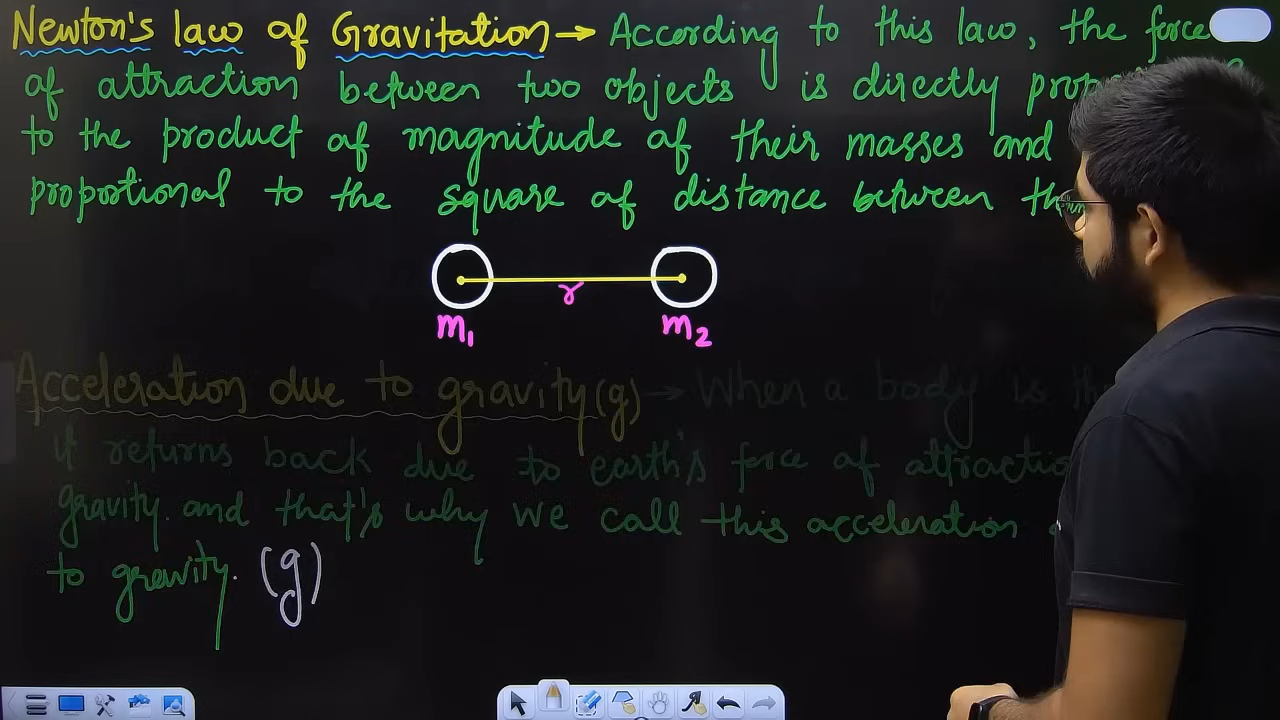 Newton's law of Gravitation → According to this law, the force
of attraction between two objects is directly
to the product of magnitude of their masses and
proportional to the square of distance between
r
m₁ m₂
Acceleration due to gravity (g) → When a body is
it returns back due to earth's force of
gravity. and that's why we call this acceleration
to gravity. (g)